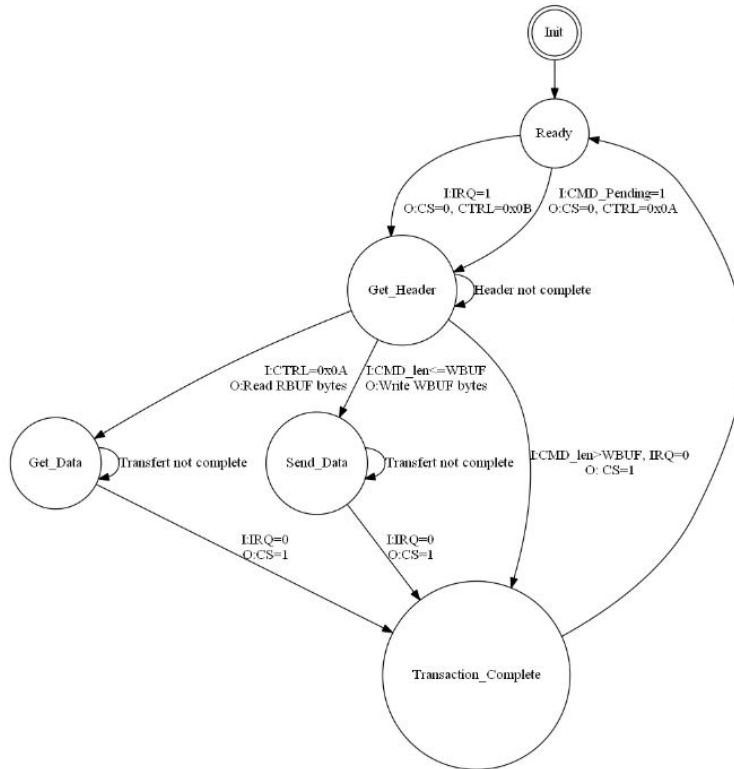 Init
Ready
I:IRQ=1
O:CS=0, CTRL=0x0B
I:CMD_Pending=1
O:CS=0, CTRL=0x0A
Get_Header
Header not complete
I:CTRL=0x0A
O:Read RBUF bytes
I:CMD_len<=WBUF
O:Write WBUF bytes
Get_Data
Transfert not complete
Send_Data
Transfert not complete
I:CMD_len>WBUF, IRQ=0
O: CS=1
I:IRQ=0
O:CS=1
I:IRQ=0
O:CS=1
Transaction_Complete